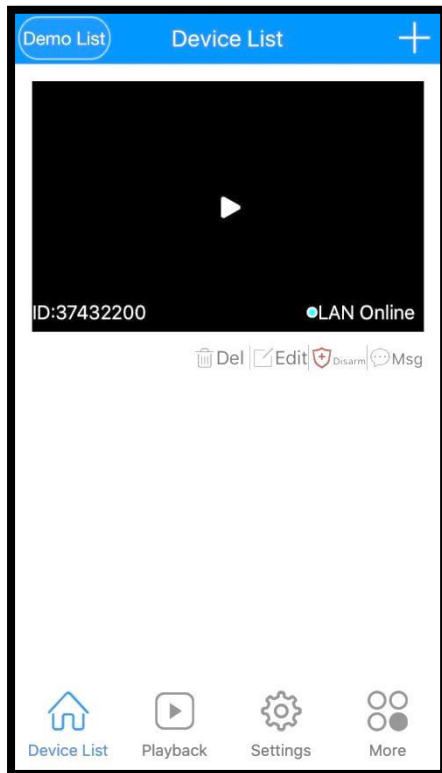 Demo List Device List
ID:37432200 LAN Online
Del Edit Disarm Msg
Device List Playback Settings More